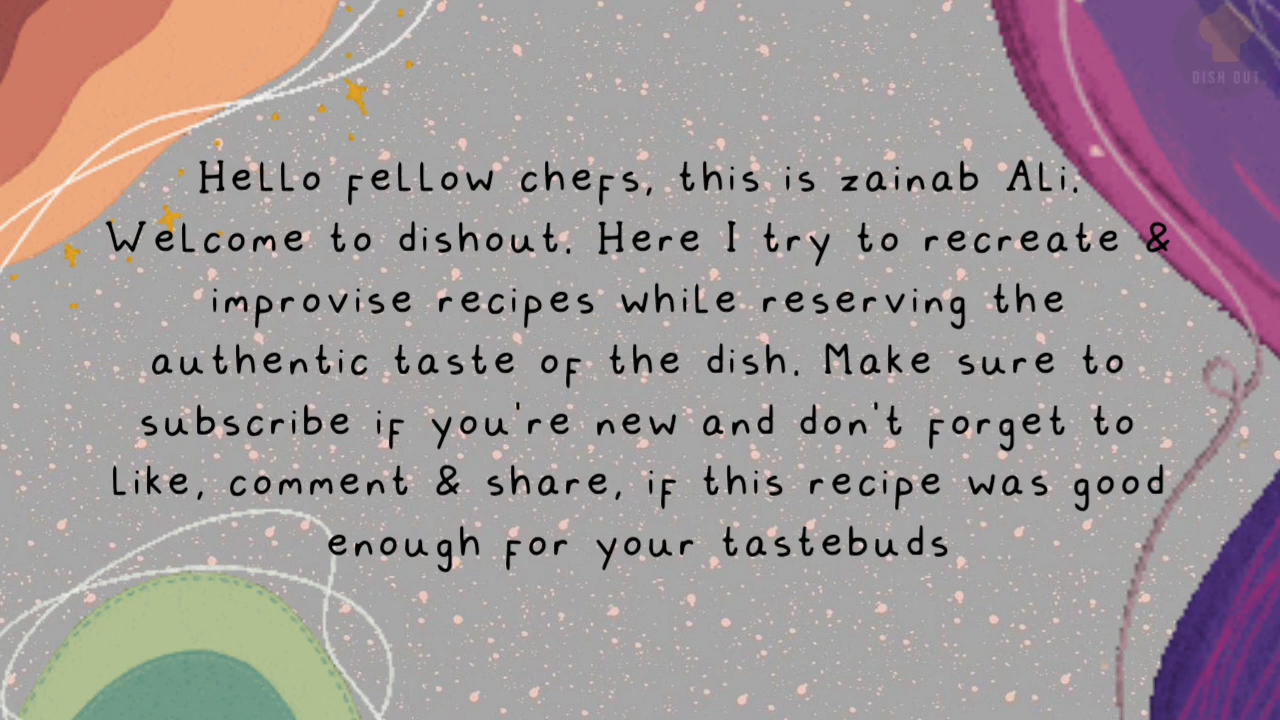 DISH OUT
Hello fellow chefs, this is zainab Ali.
Welcome to dishout. Here I try to recreate &
improvise recipes while reserving the
authentic taste of the dish. Make sure to
subscribe if you're new and don't forget to
Like, comment & share, if this recipe was good
enough for your tastebuds